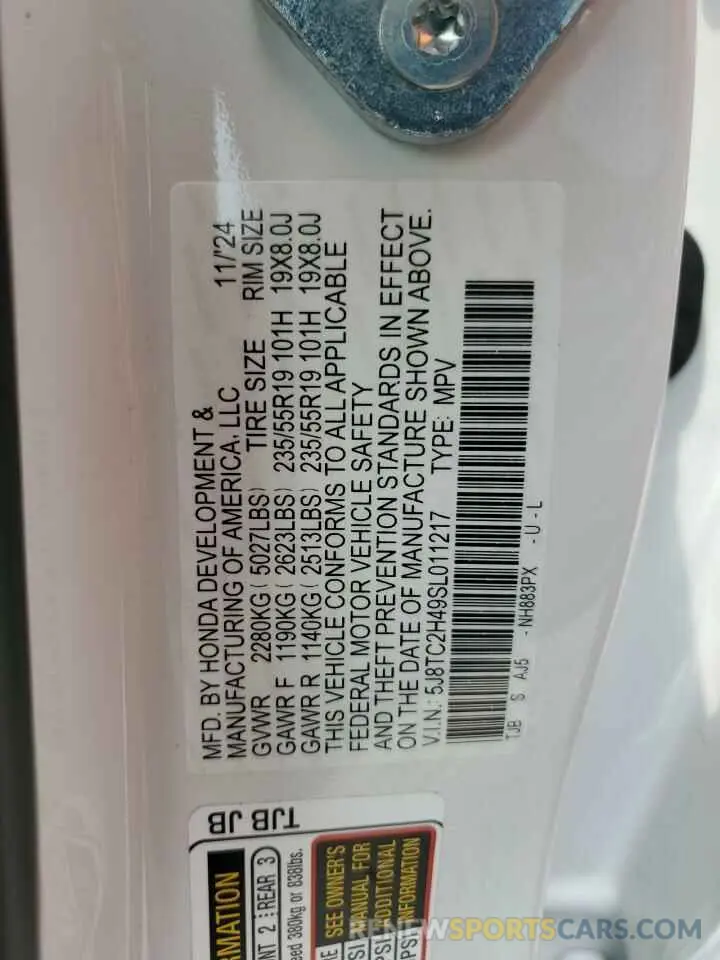 MFD. BY HONDA DEVELOPMENT &
MANUFACTURING OF AMERICA, LLC 11/'24
GVWR 2280KG ( 5027LBS) TIRE SIZE RIM SIZE
GAWR F 1190KG ( 2623LBS) 235/55R19 101H 19X8.0J
GAWR R 1140KG ( 2513LBS) 235/55R19 101H 19X8.0J
THIS VEHICLE CONFORMS TO ALL APPLICABLE
FEDERAL MOTOR VEHICLE SAFETY
AND THEFT PREVENTION STANDARDS IN EFFECT
ON THE DATE OF MANUFACTURE SHOWN ABOVE.
V.I.N.: 5J8TC2H49SL011217 TYPE: MPV
TJB S AJ5 - NH883PX - U - L
TJB JB
RMATION
NT 2 REAR 3
eed 380kg or 838lbs.
SEE OWNER'S
MANUAL FOR
ADDITIONAL
INFORMATION
RENEWSPORTSCARS.COM